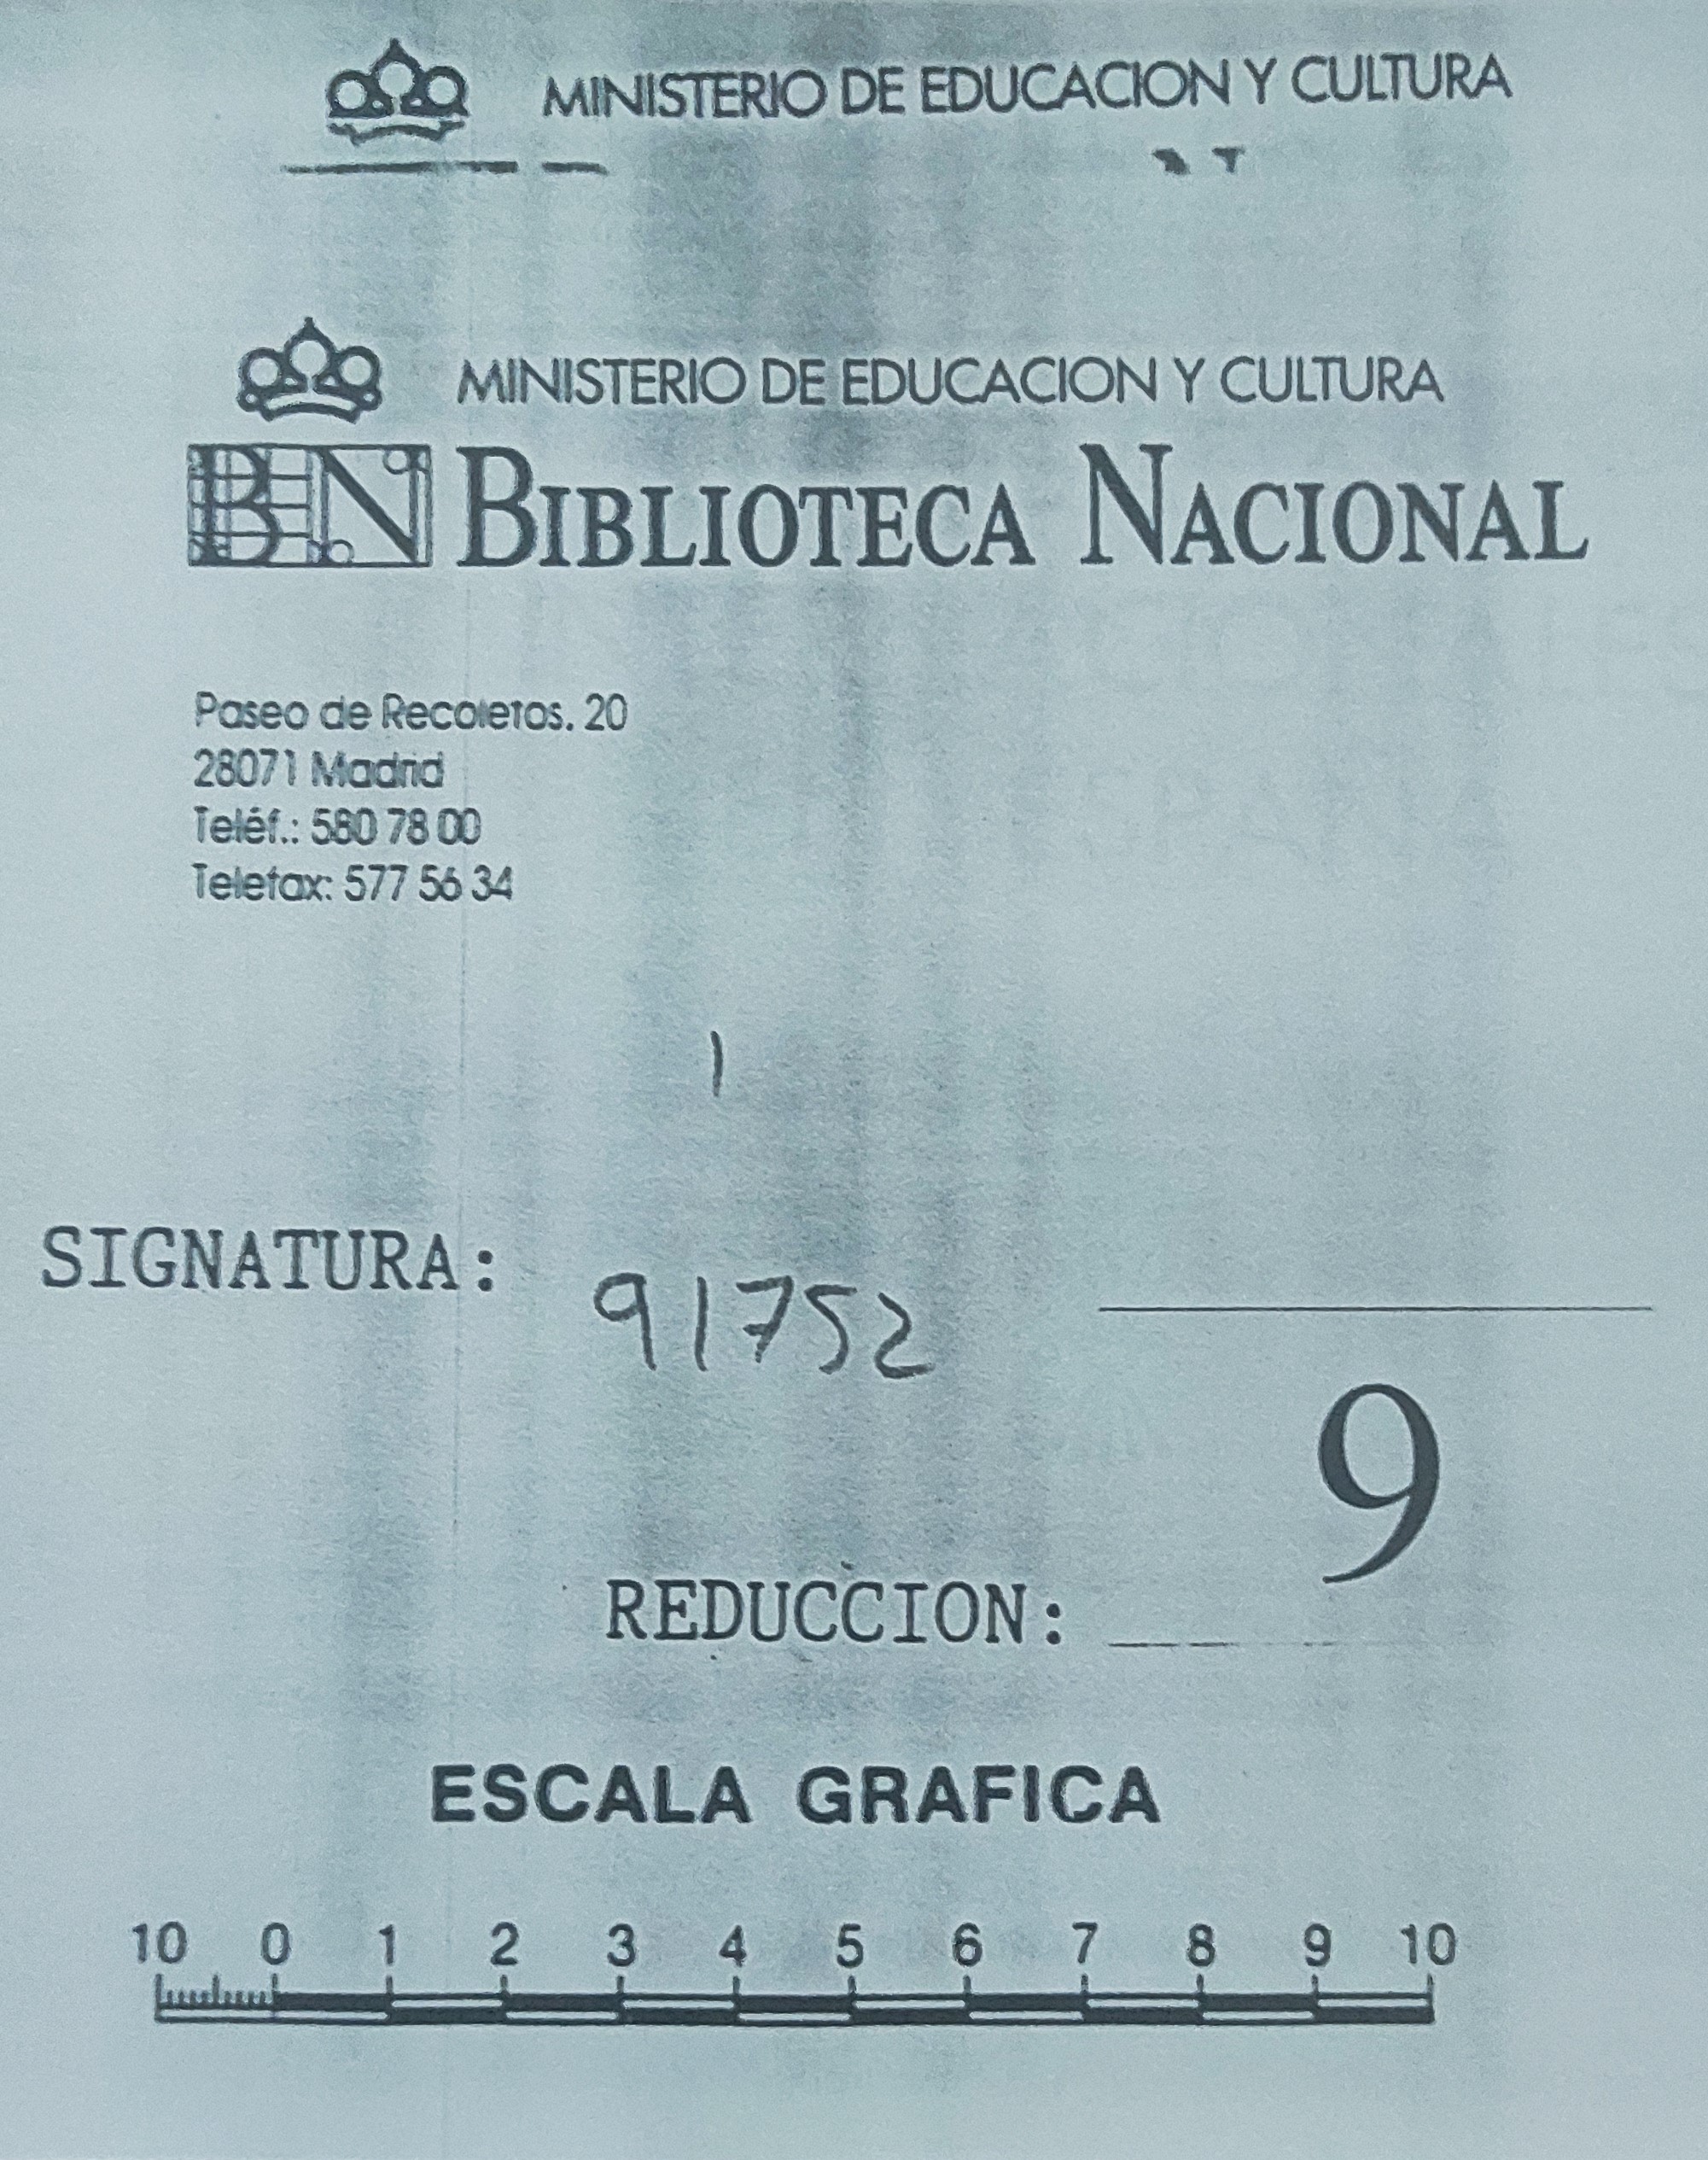 MINISTERIO DE EDUCACION Y CULTURA
MINISTERIO DE EDUCACION Y CULTURA
BN BIBLIOTECA NACIONAL
Paseo de Recoletos, 20
28071 Madrid
Teléf.: 580 78 00
Telefax: 577 56 34
SIGNATURA: 91752
9
REDUCCION:
ESCALA GRAFICA
10 0 1 2 3 4 5 6 7 8 9 10